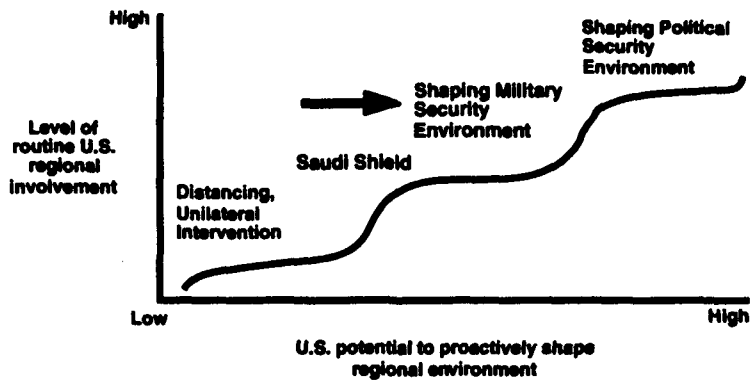 High
Shaping Political
Security
Environment
Shaping Military
Security
Environment
Level of
routine U.S.
regional
involvement
Saudi Shield
Distancing,
Unilateral
Intervention
Low
High
U.S. potential to proactively shape
regional environment